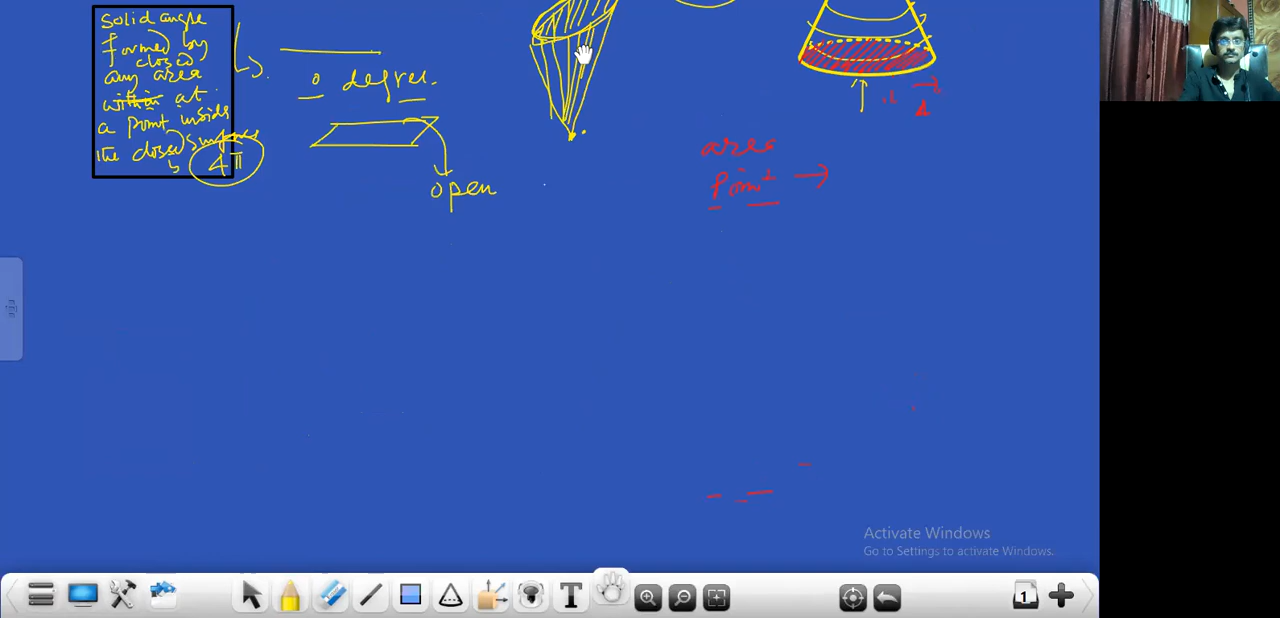 Solid angle
formed by
closed
any area
within at
a point inside
the closed surface
4π
0 degree.
open
area
Point →
Activate Windows
Go to Settings to activate Windows.
1